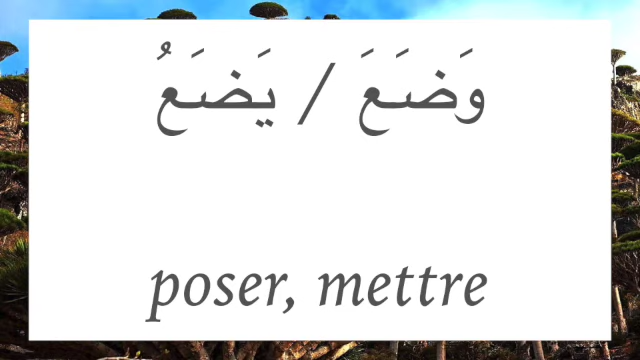 وَضَعَ / يَضَعُ
poser, mettre